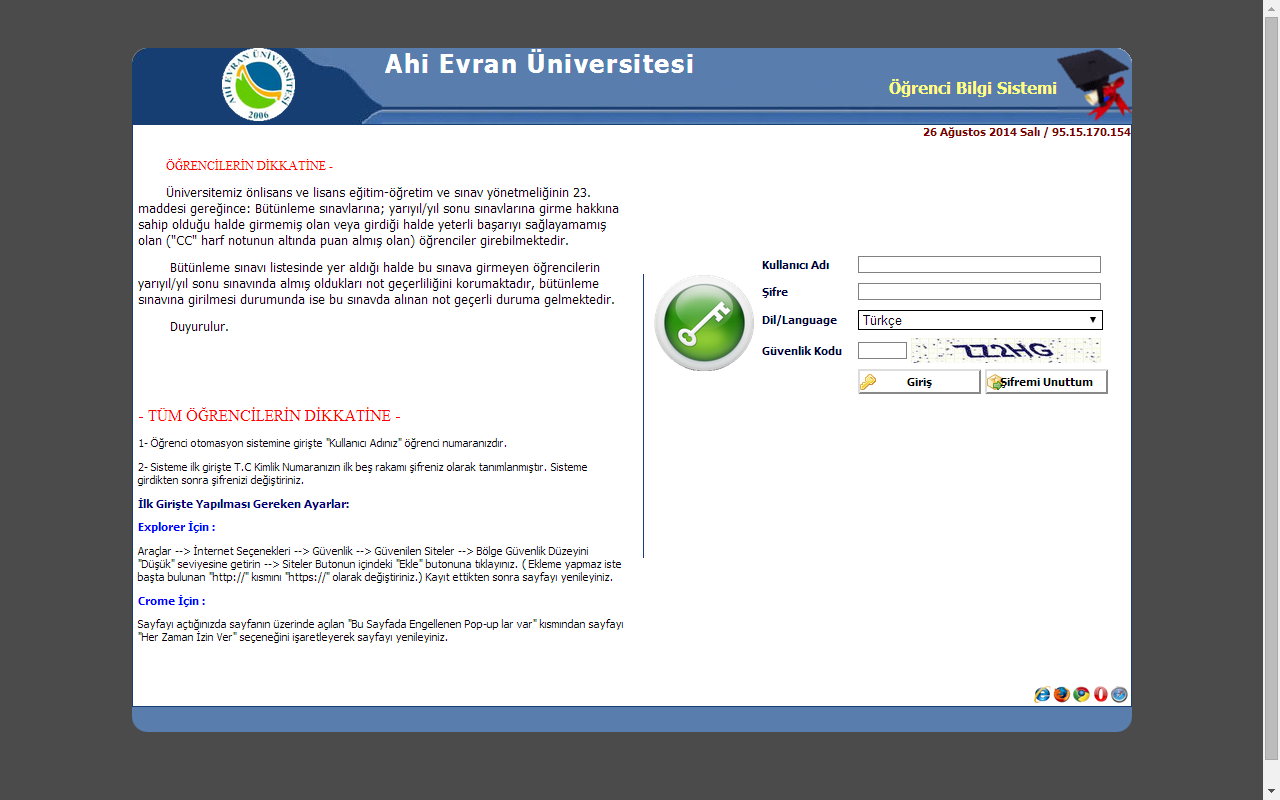 AHİ EVRAN ÜNİVERSİTESİ
2006
Ahi Evran Üniversitesi
Öğrenci Bilgi Sistemi
26 Ağustos 2014 Salı / 95.15.170.154
ÖĞRENCİLERİN DİKKATİNE -
Üniversitemiz önlisans ve lisans eğitim-öğretim ve sınav yönetmeliğinin 23.
maddesi gereğince: Bütünleme sınavlarına; yarıyıl/yıl sonu sınavlarına girme hakkına
sahip olduğu halde girmemiş olan veya girdiği halde yeterli başarıyı sağlayamamış
olan ("CC" harf notunun altında puan almış olan) öğrenciler girebilmektedir.
Bütünleme sınavı listesinde yer aldığı halde bu sınava girmeyen öğrencilerin
yarıyıl/yıl sonu sınavında almış oldukları not geçerliliğini korumaktadır, bütünleme
sınavına girilmesi durumunda ise bu sınavda alınan not geçerli duruma gelmektedir.
Duyurulur.
- TÜM ÖĞRENCİLERİN DİKKATİNE -
1- Öğrenci otomasyon sistemine girişte "Kullanıcı Adınız" öğrenci numaranızdır.
2- Sisteme ilk girişte T.C Kimlik Numaranızın ilk beş rakamı şifreniz olarak tanımlanmıştır. Sisteme
girdikten sonra şifrenizi değiştiriniz.
İlk Girişte Yapılması Gereken Ayarlar:
Explorer İçin :
Araçlar --> İnternet Seçenekleri --> Güvenlik --> Güvenilen Siteler --> Bölge Güvenlik Düzeyini
"Düşük" seviyesine getirin --> Siteler Butonun içindeki "Ekle" butonuna tıklayınız. ( Ekleme yapmaz iste
başta bulunan "http://" kısmını "https://" olarak değiştiriniz.) Kayıt ettikten sonra sayfayı yenileyiniz.
Crome İçin :
Sayfayı açtığınızda sayfanın üzerinde açılan "Bu Sayfada Engellenen Pop-up lar var" kısmından sayfayı
"Her Zaman İzin Ver" seçeneğini işaretleyerek sayfayı yenileyiniz.
Kullanıcı Adı
Şifre
Dil/Language Türkçe
Güvenlik Kodu ZZ2HG
Giriş Şifremi Unuttum